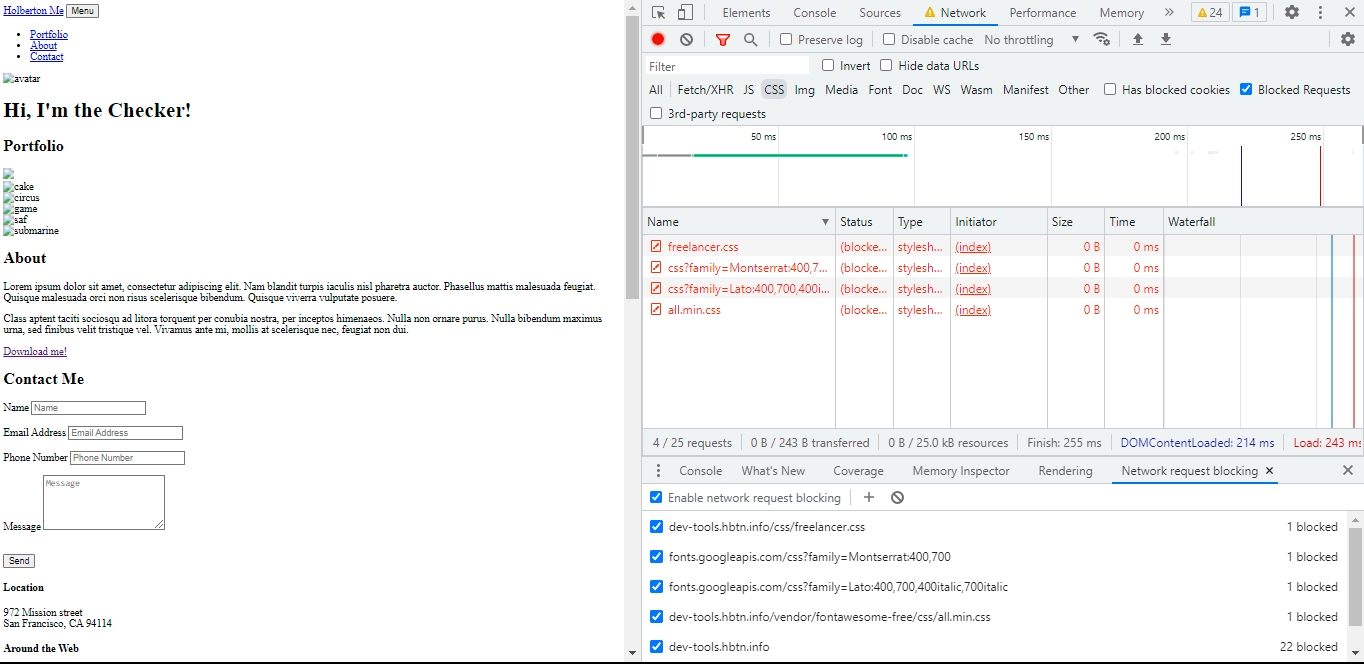 Holberton Me Menu
Portfolio
About
Contact
avatar
Hi, I'm the Checker!
Portfolio
cake
circus
game
saf
submarine
About
Lorem ipsum dolor sit amet, consectetur adipiscing elit. Nam blandit turpis iaculis nisl pharetra auctor. Phasellus mattis malesuada feugiat.
Quisque malesuada orci non risus scelerisque bibendum. Quisque viverra vulputate posuere.
Class aptent taciti sociosqu ad litora torquent per conubia nostra, per inceptos himenaeos. Nulla non ornare purus. Nulla bibendum maximus
urna, sed finibus velit tristique vel. Vivamus ante mi, mollis at scelerisque nec, feugiat non dui.
Download me!
Contact Me
Name Name
Email Address Email Address
Phone Number Phone Number
Message
Message
Send
Location
972 Mission street
San Francisco, CA 94114
Around the Web
Elements Console Sources Network Performance Memory » 24 1
Preserve log Disable cache No throttling
Filter Invert Hide data URLs
All Fetch/XHR JS CSS Img Media Font Doc WS Wasm Manifest Other Has blocked cookies Blocked Requests
3rd-party requests
50 ms 100 ms 150 ms 200 ms 250 ms
Name Status Type Initiator Size Time Waterfall
freelancer.css (blocke... stylesh... (index) 0 B 0 ms
css?family=Montserrat:400,7... (blocke... stylesh... (index) 0 B 0 ms
css?family=Lato:400,700,400i... (blocke... stylesh... (index) 0 B 0 ms
all.min.css (blocke... stylesh... (index) 0 B 0 ms
4 / 25 requests 0 B / 243 B transferred 0 B / 25.0 kB resources Finish: 255 ms DOMContentLoaded: 214 ms Load: 243 ms
Console What's New Coverage Memory Inspector Rendering Network request blocking
Enable network request blocking
dev-tools.hbtn.info/css/freelancer.css 1 blocked
fonts.googleapis.com/css?family=Montserrat:400,700 1 blocked
fonts.googleapis.com/css?family=Lato:400,700,400italic,700italic 1 blocked
dev-tools.hbtn.info/vendor/fontawesome-free/css/all.min.css 1 blocked
dev-tools.hbtn.info 22 blocked